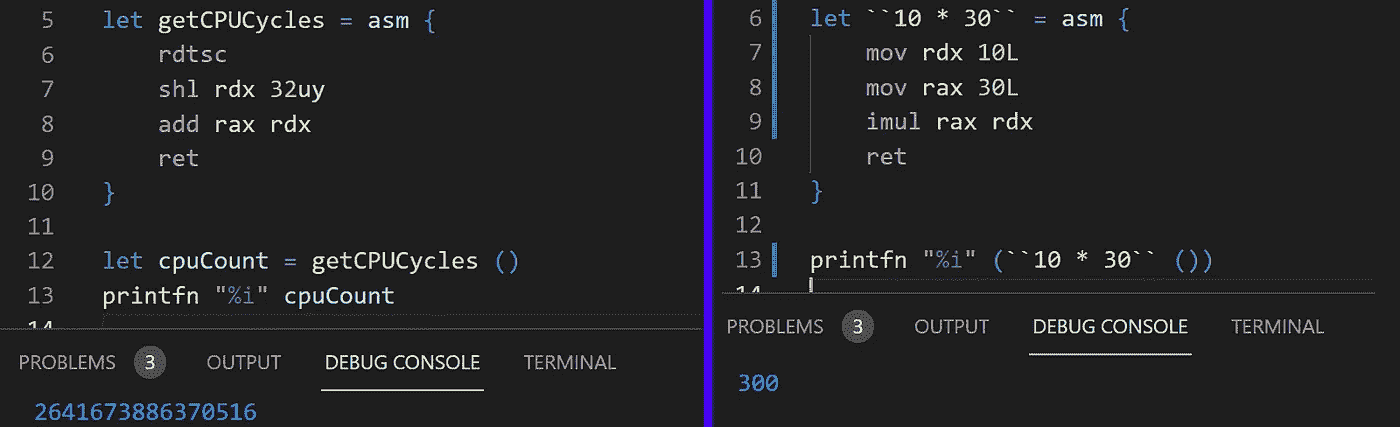 5 let getCPUCycles = asm {
6 rdtsc
7 shl rdx 32uy
8 add rax rdx
9 ret
10 }
11
12 let cpuCount = getCPUCycles ()
13 printfn "%i" cpuCount
14
PROBLEMS 3 OUTPUT DEBUG CONSOLE TERMINAL
2641673886370516
6 let ``10 * 30`` = asm {
7 mov rdx 10L
8 mov rax 30L
9 imul rax rdx
10 ret
11 }
12
13 printfn "%i" (``10 * 30`` ())
14
PROBLEMS 3 OUTPUT DEBUG CONSOLE TERMINAL
300